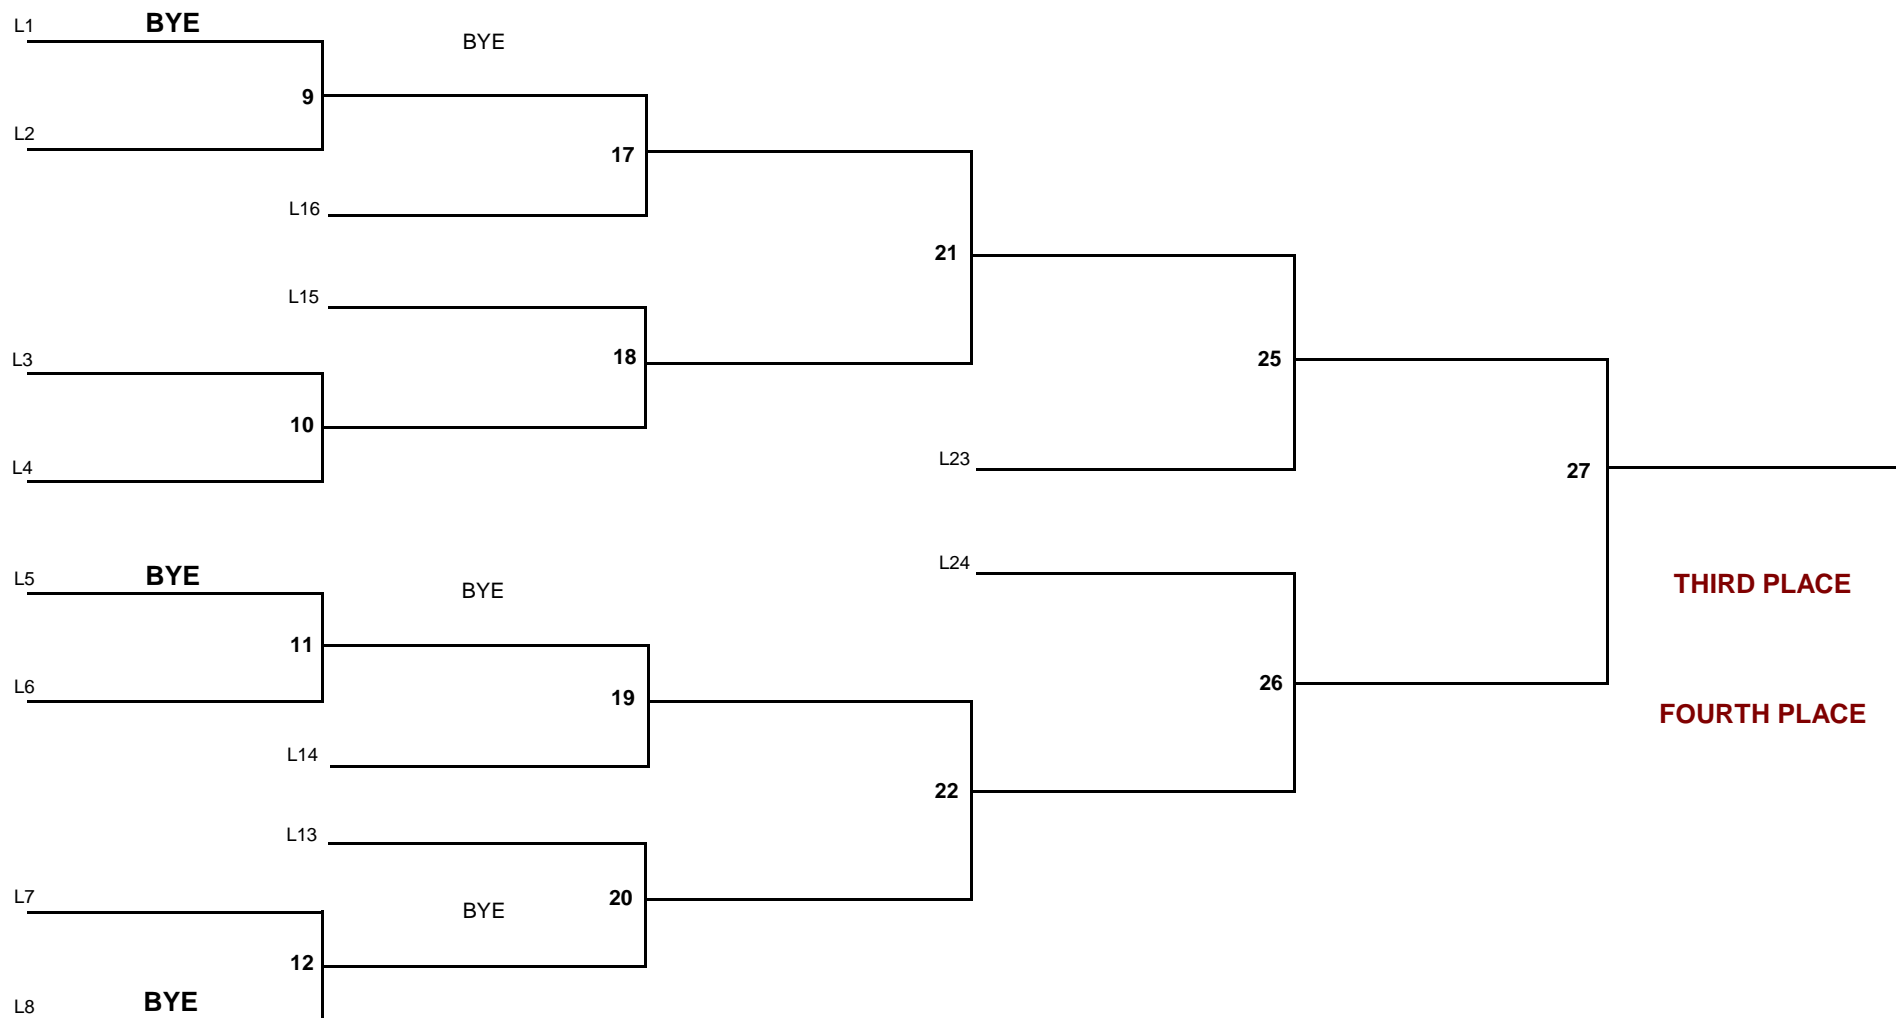 L1 BYE
BYE
9
L2
17
L16
21
L15
L3
18
25
10
L23
L4
27
L24
L5 BYE
BYE
THIRD PLACE
11
L6
26
19
FOURTH PLACE
L14
22
L13
L7
20
BYE
12
L8 BYE